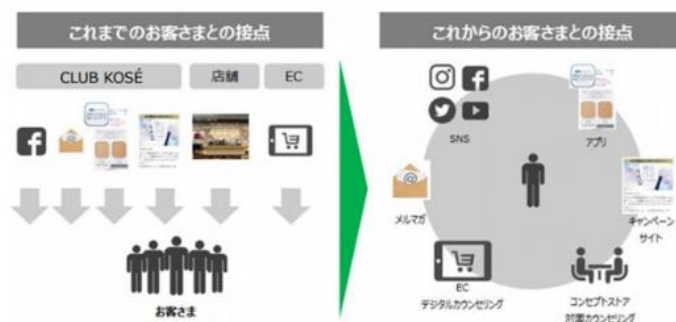 これまでのお客さまとの接点
CLUB KOSÉ
店舗
EC
お客さま
これからのお客さまとの接点
SNS
アプリ
メルマガ
キャンペーン
サイト
EC
デジタルカウンセリング
コンセプトストア
対面カウンセリング